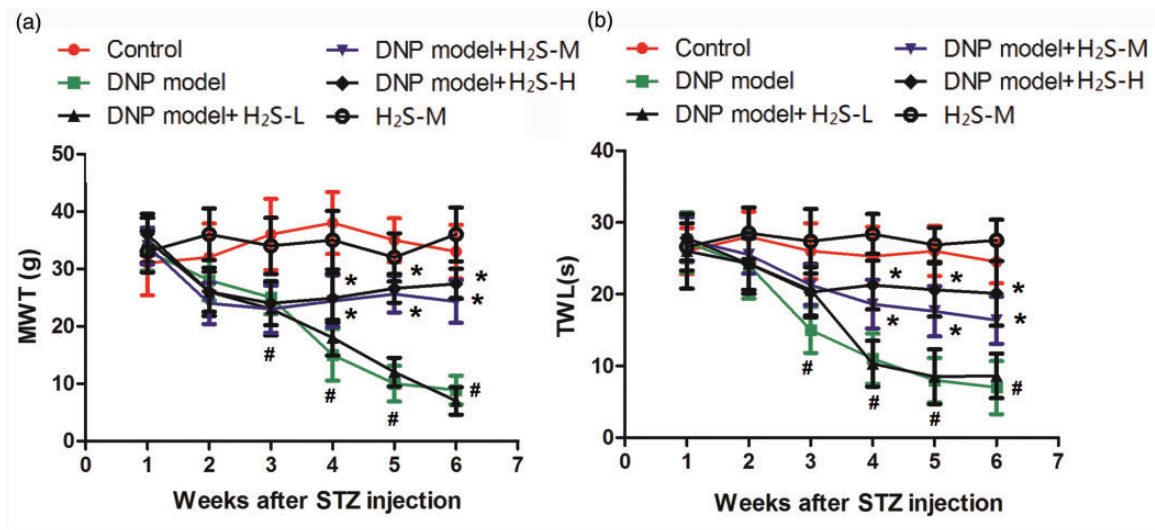 (a)
Control
DNP model
DNP model+ H₂S-L
DNP model+H₂S-M
DNP model+H₂S-H
H₂S-M
MWT (g)
50
40
30
20
10
0
* * *
* * *
# # # #
0 1 2 3 4 5 6 7
Weeks after STZ injection
(b)
Control
DNP model
DNP model+ H₂S-L
DNP model+H₂S-M
DNP model+H₂S-H
H₂S-M
TWL(s)
40
30
20
10
0
* * *
* * *
# # # #
0 1 2 3 4 5 6 7
Weeks after STZ injection